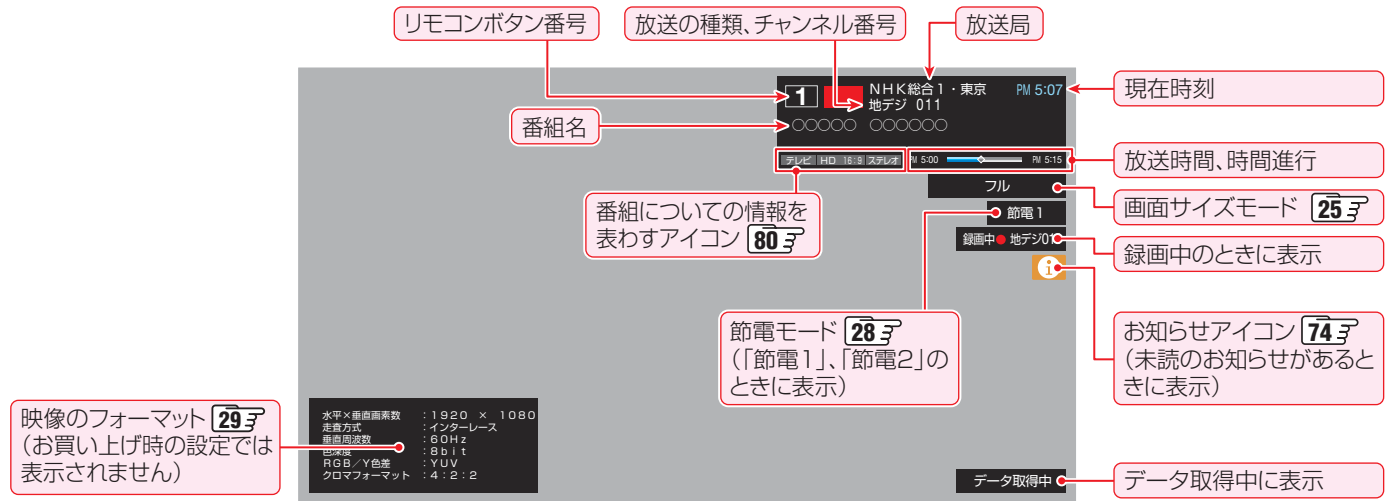 リモコンボタン番号
放送の種類、チャンネル番号
放送局
1
NHK総合1・東京
PM 5:07
地デジ 011
現在時刻
番組名
○○○○○ ○○○○○○
テレビ HD 16:9 ステレオ
PM 5:00
PM 5:15
放送時間、時間進行
フル
画面サイズモード 25
番組についての情報を
表わすアイコン 80
節電1
録画中 地デジ01
録画中のときに表示
i
お知らせアイコン 74
(未読のお知らせがあると
きに表示)
節電モード 28
(「節電1」、「節電2」の
ときに表示)
映像のフォーマット 29
(お買い上げ時の設定では
表示されません)
水平×垂直画素数 :1920 × 1080
走査方式 :インターレース
垂直周波数 :60Hz
色深度 :8bit
RGB/Y色差 :YUV
クロマフォーマット :4:2:2
データ取得中
データ取得中に表示